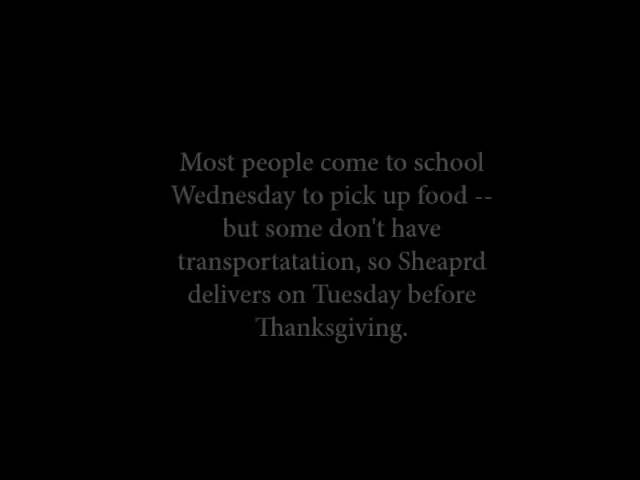 Most people come to school
Wednesday to pick up food --
but some don't have
transportatation, so Sheaprd
delivers on Tuesday before
Thanksgiving.